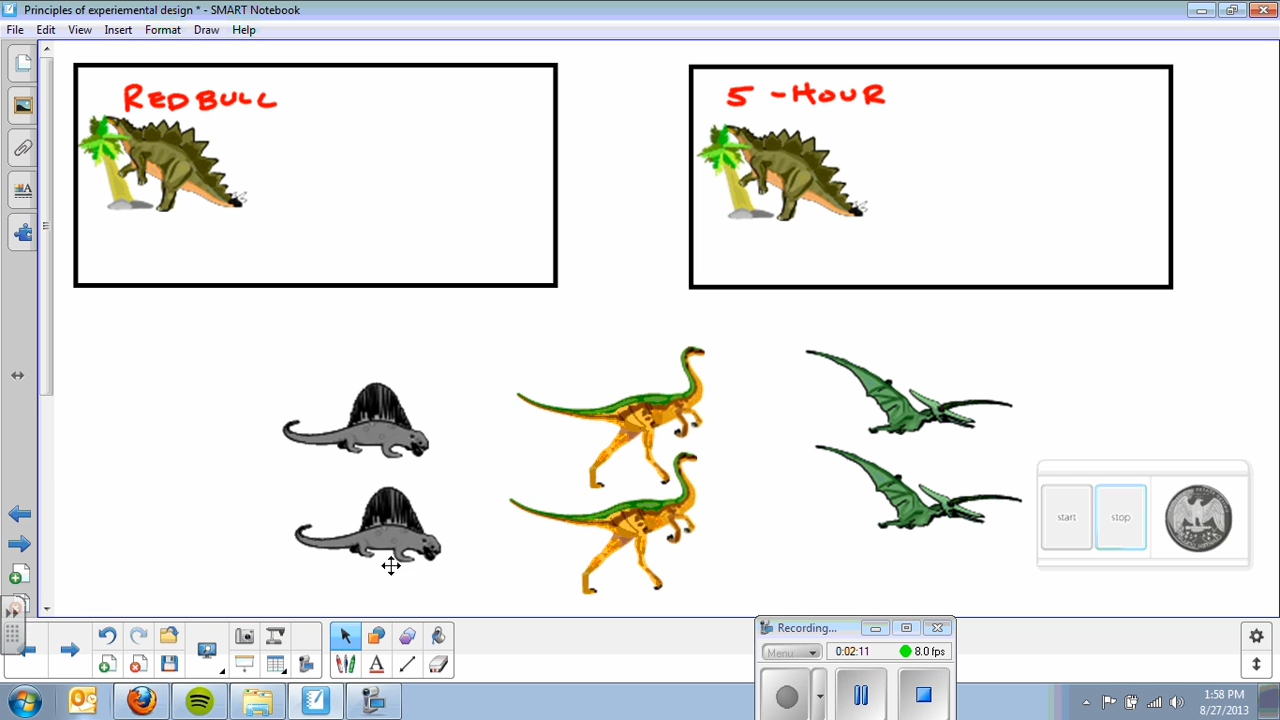 Principles of experiemental design * - SMART Notebook
File Edit View Insert Format Draw Help
REDBULL
5-HOUR
start stop
Recording...
Menu 0:02:11 8.0 fps
1:58 PM
8/27/2013